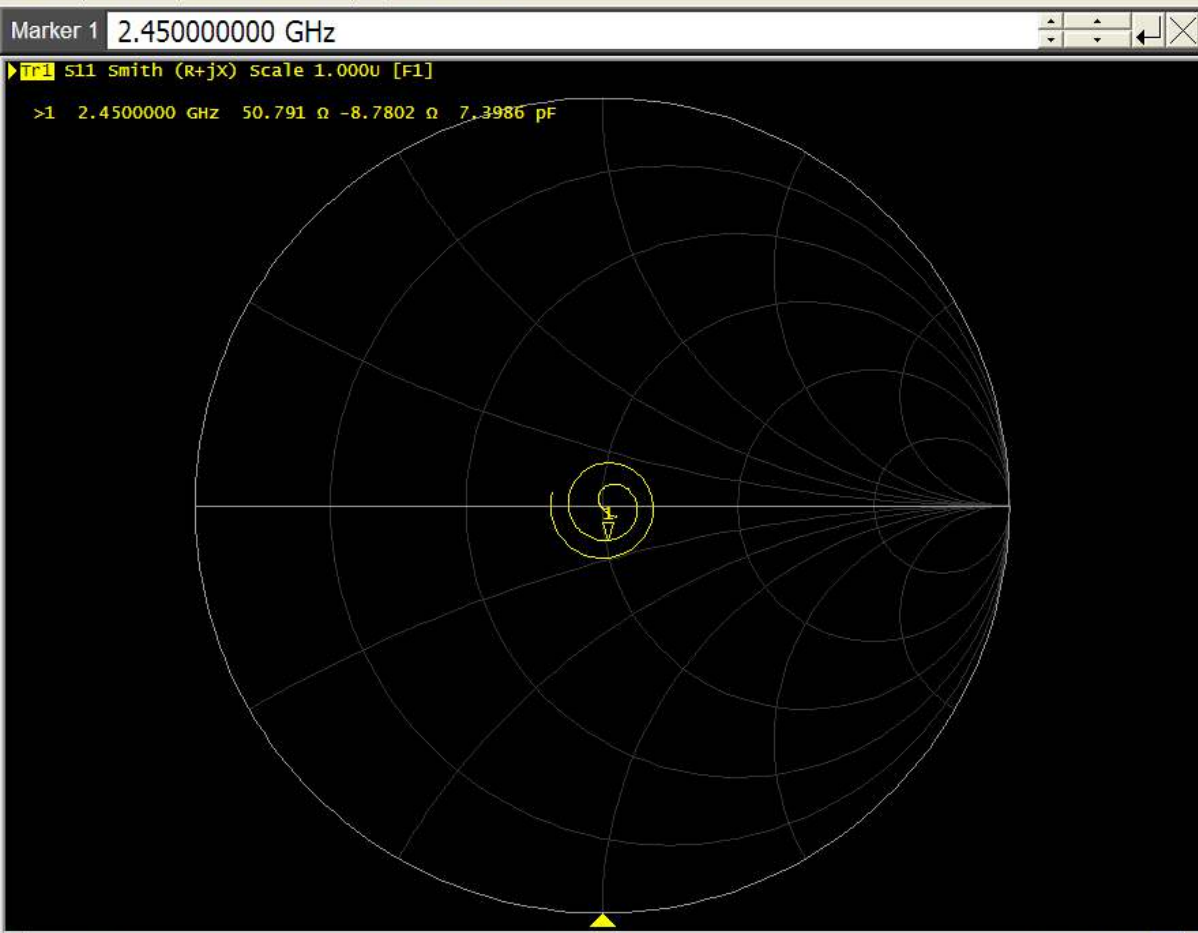 Marker 1 2.450000000 GHz
Tr1 S11 Smith (R+jX) Scale 1.000U [F1]
>1 2.4500000 GHz 50.791 Ω -8.7802 Ω 7.3986 pF
1